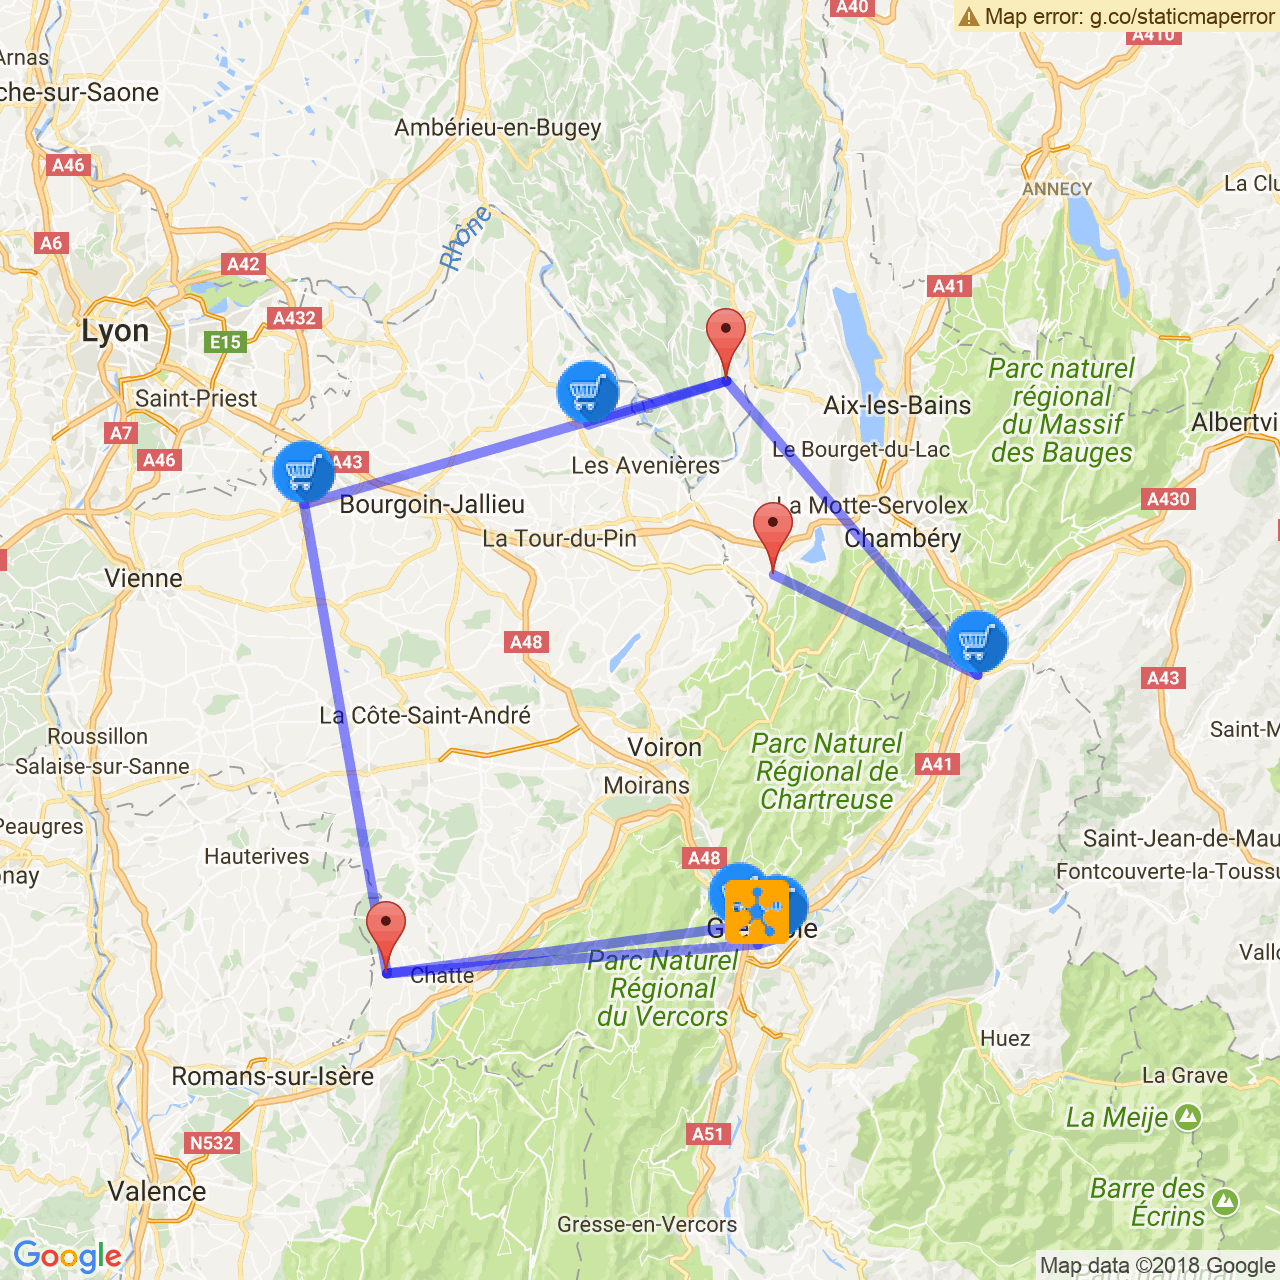 A40
Map error: g.co/staticmaperror
A410
Arnas
che-sur-Saone
Ambérieu-en-Bugey
A46
ANNECY
La Clu
Rhône
A6
A42
A41
A432
Lyon
E15
Parc naturel
régional
du Massif
des Bauges
Saint-Priest
Aix-les-Bains
Albertvi
A7
A46
A43
Les Avenières
Le Bourget-du-Lac
Bourgoin-Jallieu
La Motte-Servolex
A430
La Tour-du-Pin
Chambéry
Vienne
A48
A43
La Côte-Saint-André
Roussillon
Voiron
Saint-M
Salaise-sur-Sanne
Moirans
Parc Naturel
Régional de
Chartreuse
A41
Peaugres
Saint-Jean-de-Mau
Hauterives
A48
onay
Fontcouverte-la-Toussu
Chatte
Parc Naturel
Régional
du Vercors
Vallo
Huez
Romans-sur-Isère
La Grave
La Meije
N532
A51
Valence
Barre des
Écrins
Gresse-en-Vercors
Google
Map data ©2018 Google